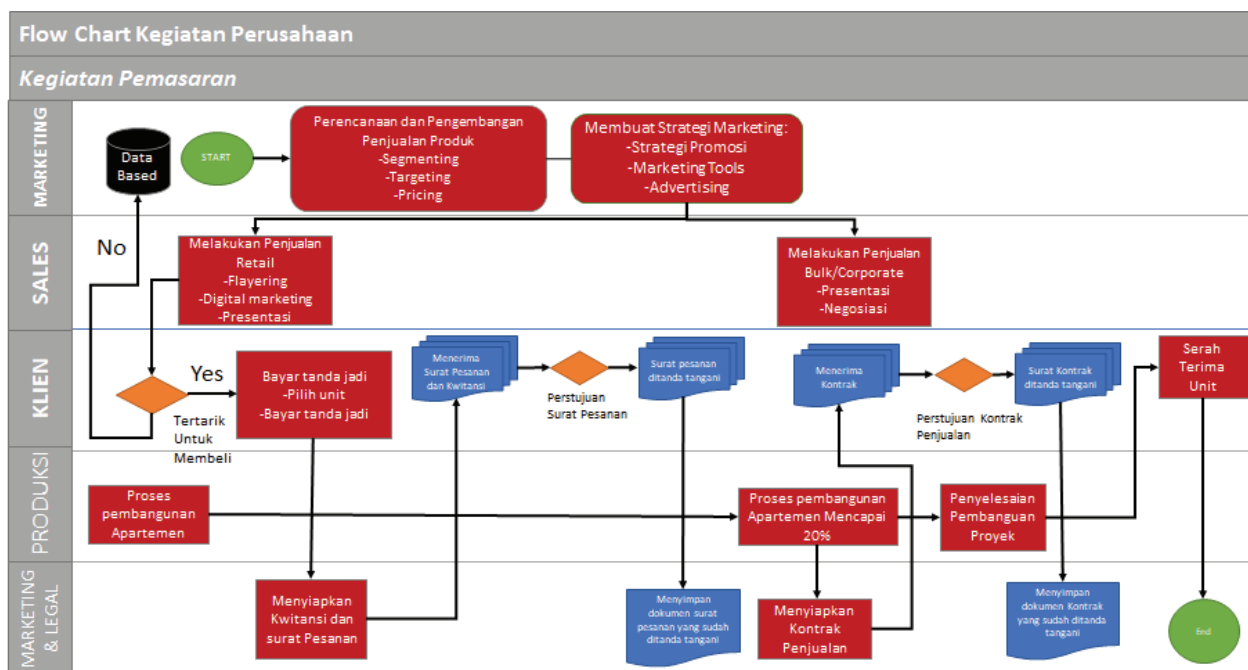 Flow Chart Kegiatan Perusahaan
Kegiatan Pemasaran
MARKETING
Data
Based
START
Perencanaan dan Pengembangan
Penjualan Produk
-Segmenting
-Targeting
-Pricing
Membuat Strategi Marketing:
-Strategi Promosi
-Marketing Tools
-Advertising
SALES
No
Melakukan Penjualan
Retail
-Flayering
-Digital marketing
-Presentasi
Melakukan Penjualan
Bulk/Corporate
-Presentasi
-Negosiasi
KLIEN
Yes
Tertarik
Untuk
Membeli
Bayar tanda jadi
-Pilih unit
-Bayar tanda jadi
Menerima
Surat Pesanan
dan Kwitansi
Perstujuan
Surat Pesanan
Surat pesanan
ditanda tangani
Menerima
Kontrak
Perstujuan Kontrak
Penjualan
Surat Kontrak
ditanda tangani
Serah
Terima
Unit
PRODUKSI
Proses
pembangunan
Apartemen
Proses pembangunan
Apartemen Mencapai
20%
Penyelesaian
Pembanguan
Proyek
MARKETING
& LEGAL
Menyiapkan
Kwitansi dan
surat Pesanan
Menyimpan
dokumen surat
pesanan yang sudah
ditanda tangani
Menyiapkan
Kontrak
Penjualan
Menyimpan
dokumen Kontrak
yang sudah ditanda
tangani
End